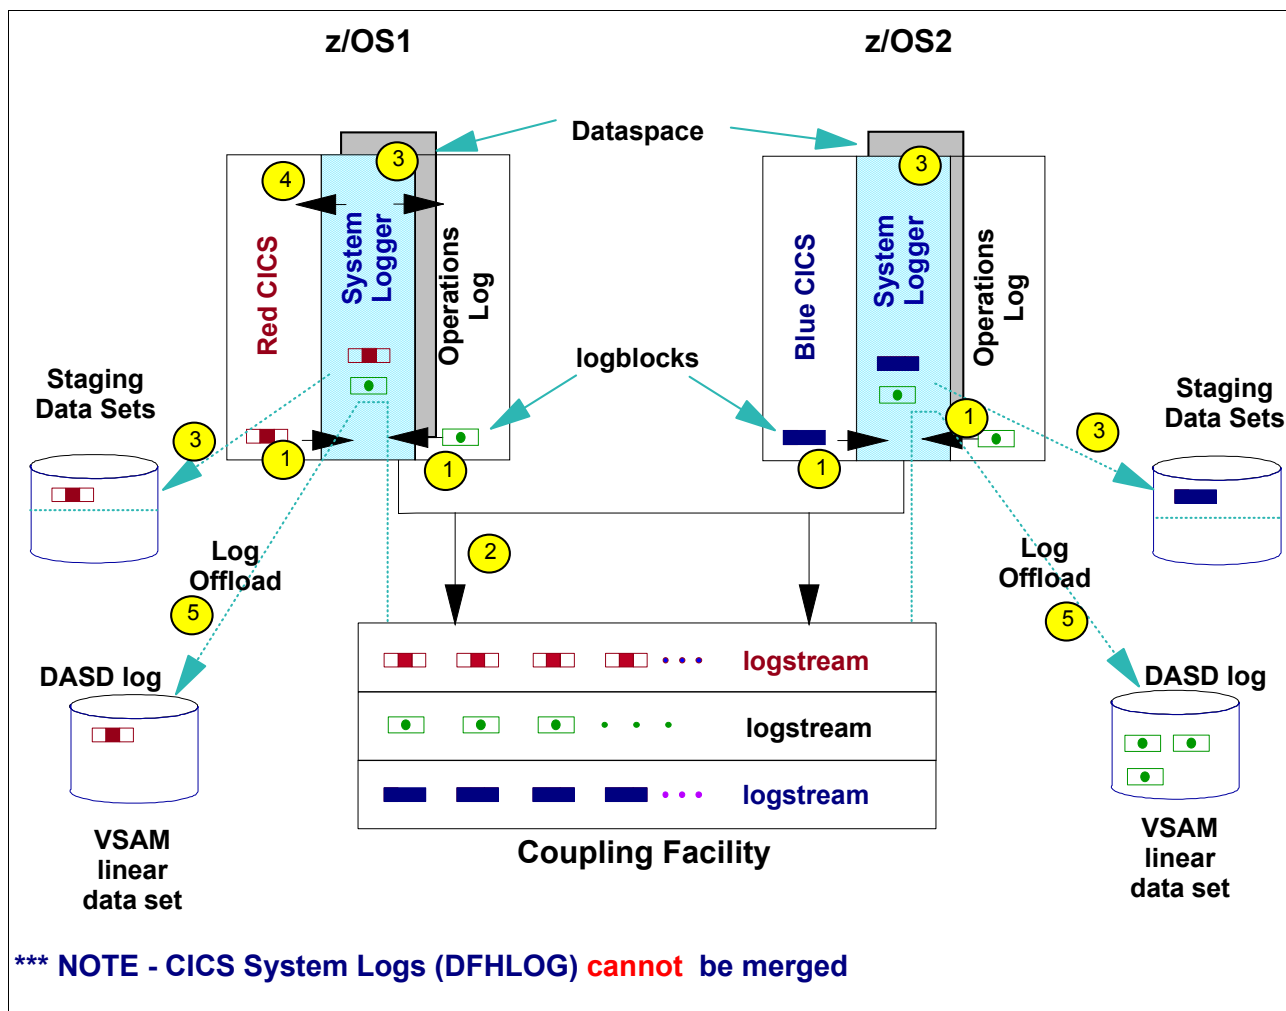 z/OS1
z/OS2
Dataspace
3
3
4
Red CICS
System
Logger
Operations
Log
Blue CICS
System
Logger
Operations
Log
logblocks
Staging
Data Sets
Staging
Data Sets
3
1
1
1
1
3
2
Log
Offload
Log
Offload
5
5
DASD log
DASD log
logstream
logstream
logstream
VSAM
linear
data set
VSAM
linear
data set
Coupling Facility
*** NOTE - CICS System Logs (DFHLOG) cannot be merged